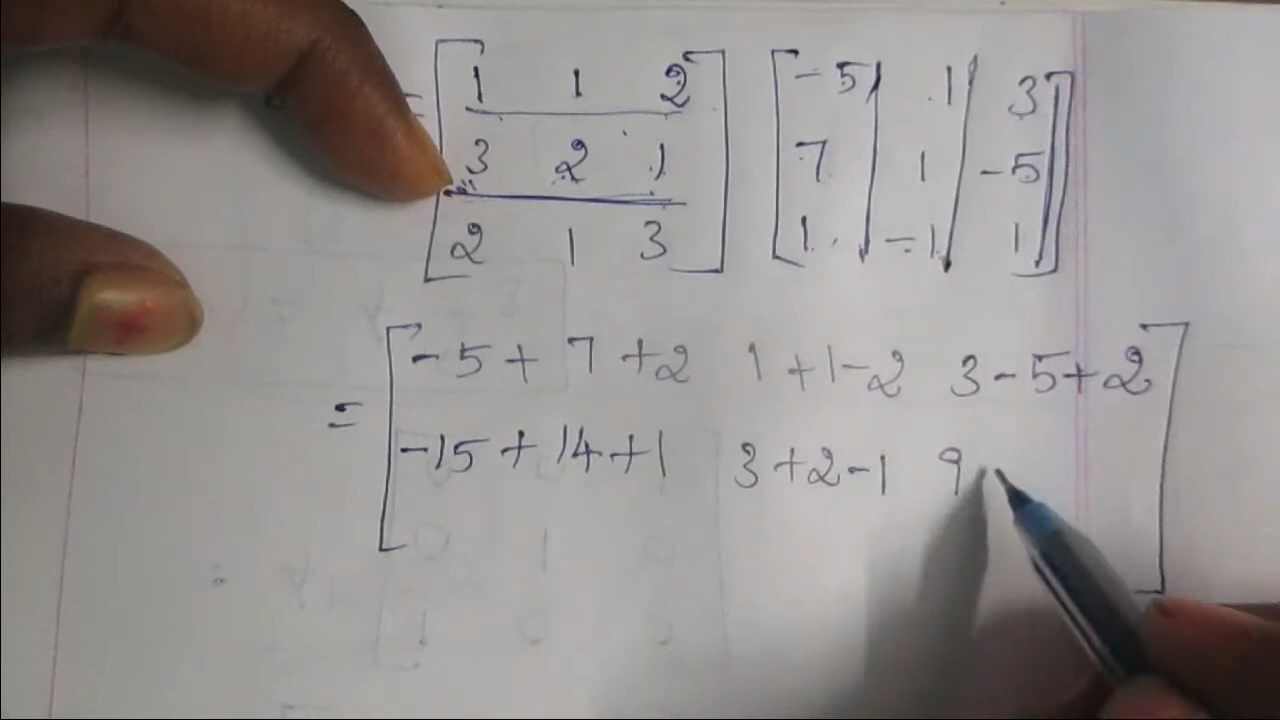 = [ 1 1 2 ] [ -5 | 1 | 3 ]
[ 3 2 1 ] [ 7 | 1 | -5 ]
[ 2 1 3 ] [ 1 | -1 | 1 ]
= [ -5 + 7 + 2 1 + 1 - 2 3 - 5 + 2 ]
[ -15 + 14 + 1 3 + 2 - 1 9 ]